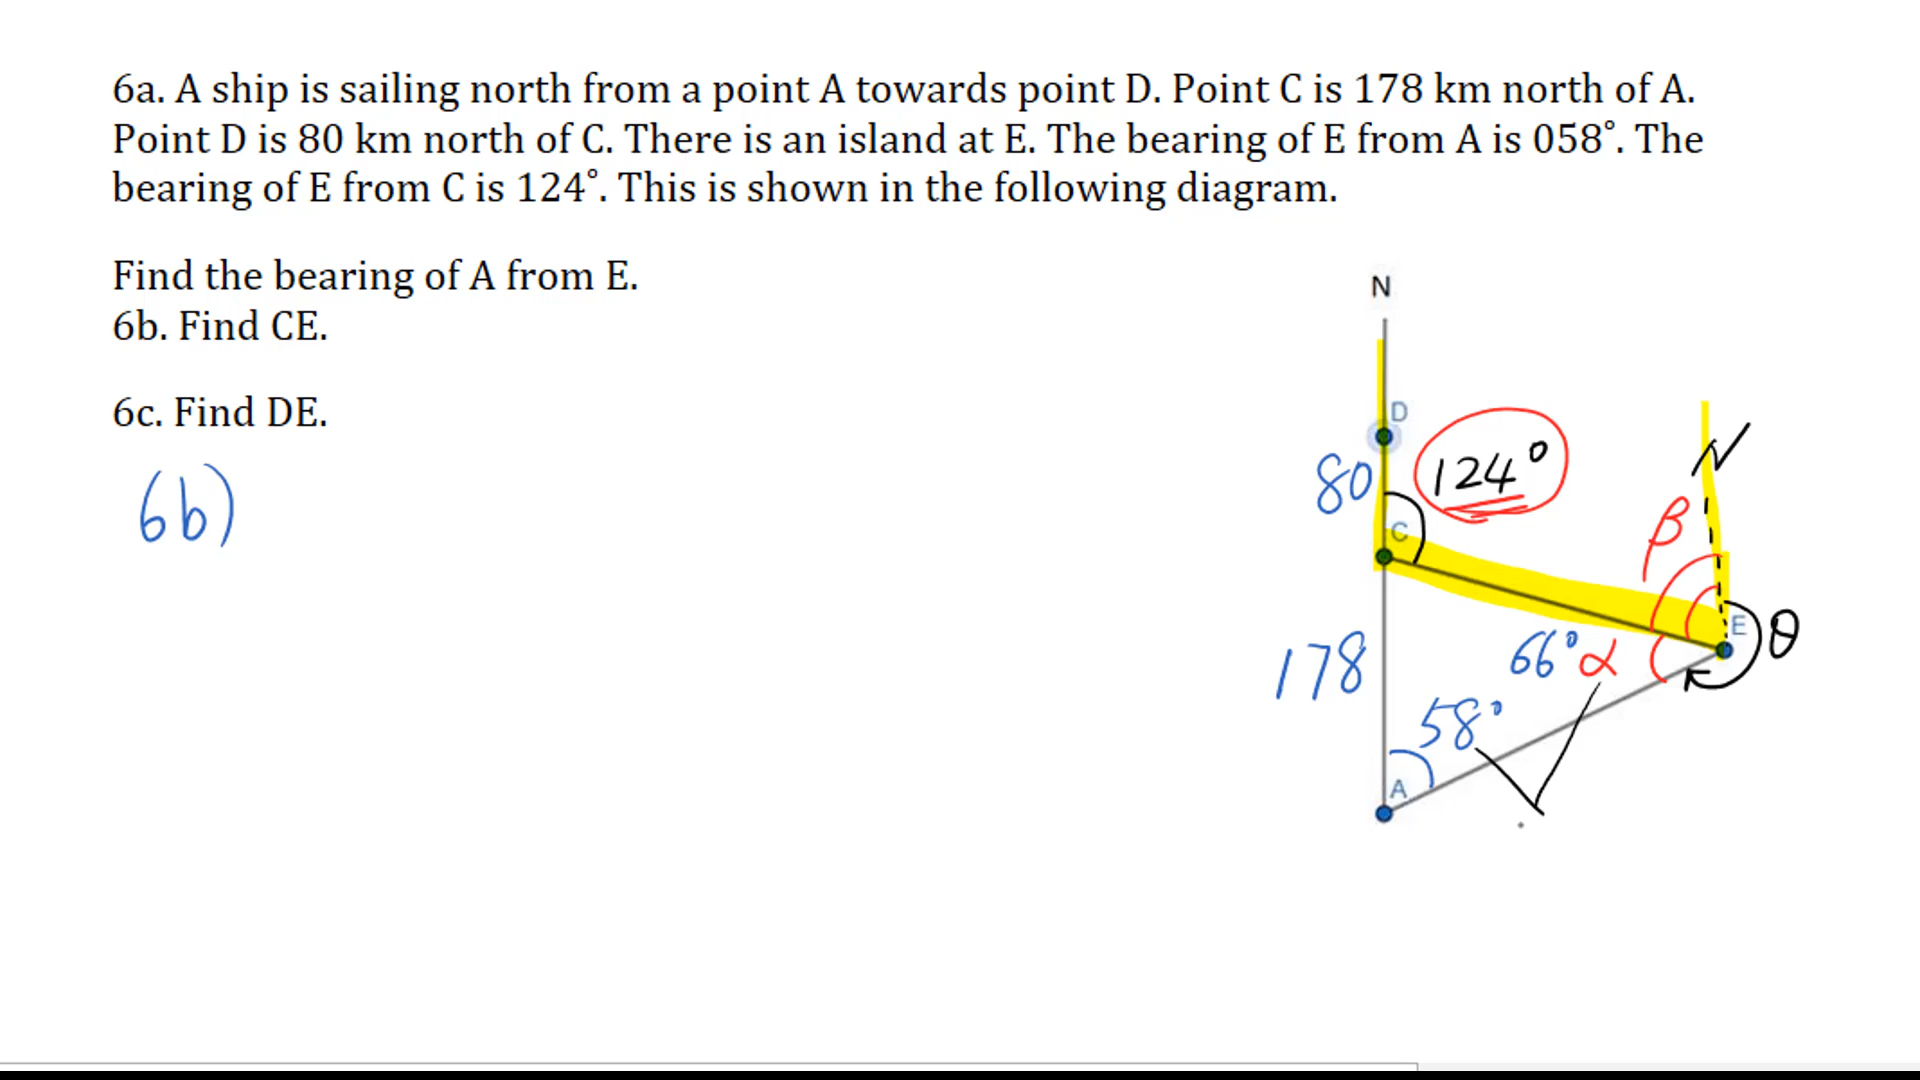 6a. A ship is sailing north from a point A towards point D. Point C is 178 km north of A.
Point D is 80 km north of C. There is an island at E. The bearing of E from A is 058°. The
bearing of E from C is 124°. This is shown in the following diagram.
Find the bearing of A from E.
6b. Find CE.
6c. Find DE.
6b)
N
D
80
124°
N
C
β
E
θ
178
66°
α
58°
A